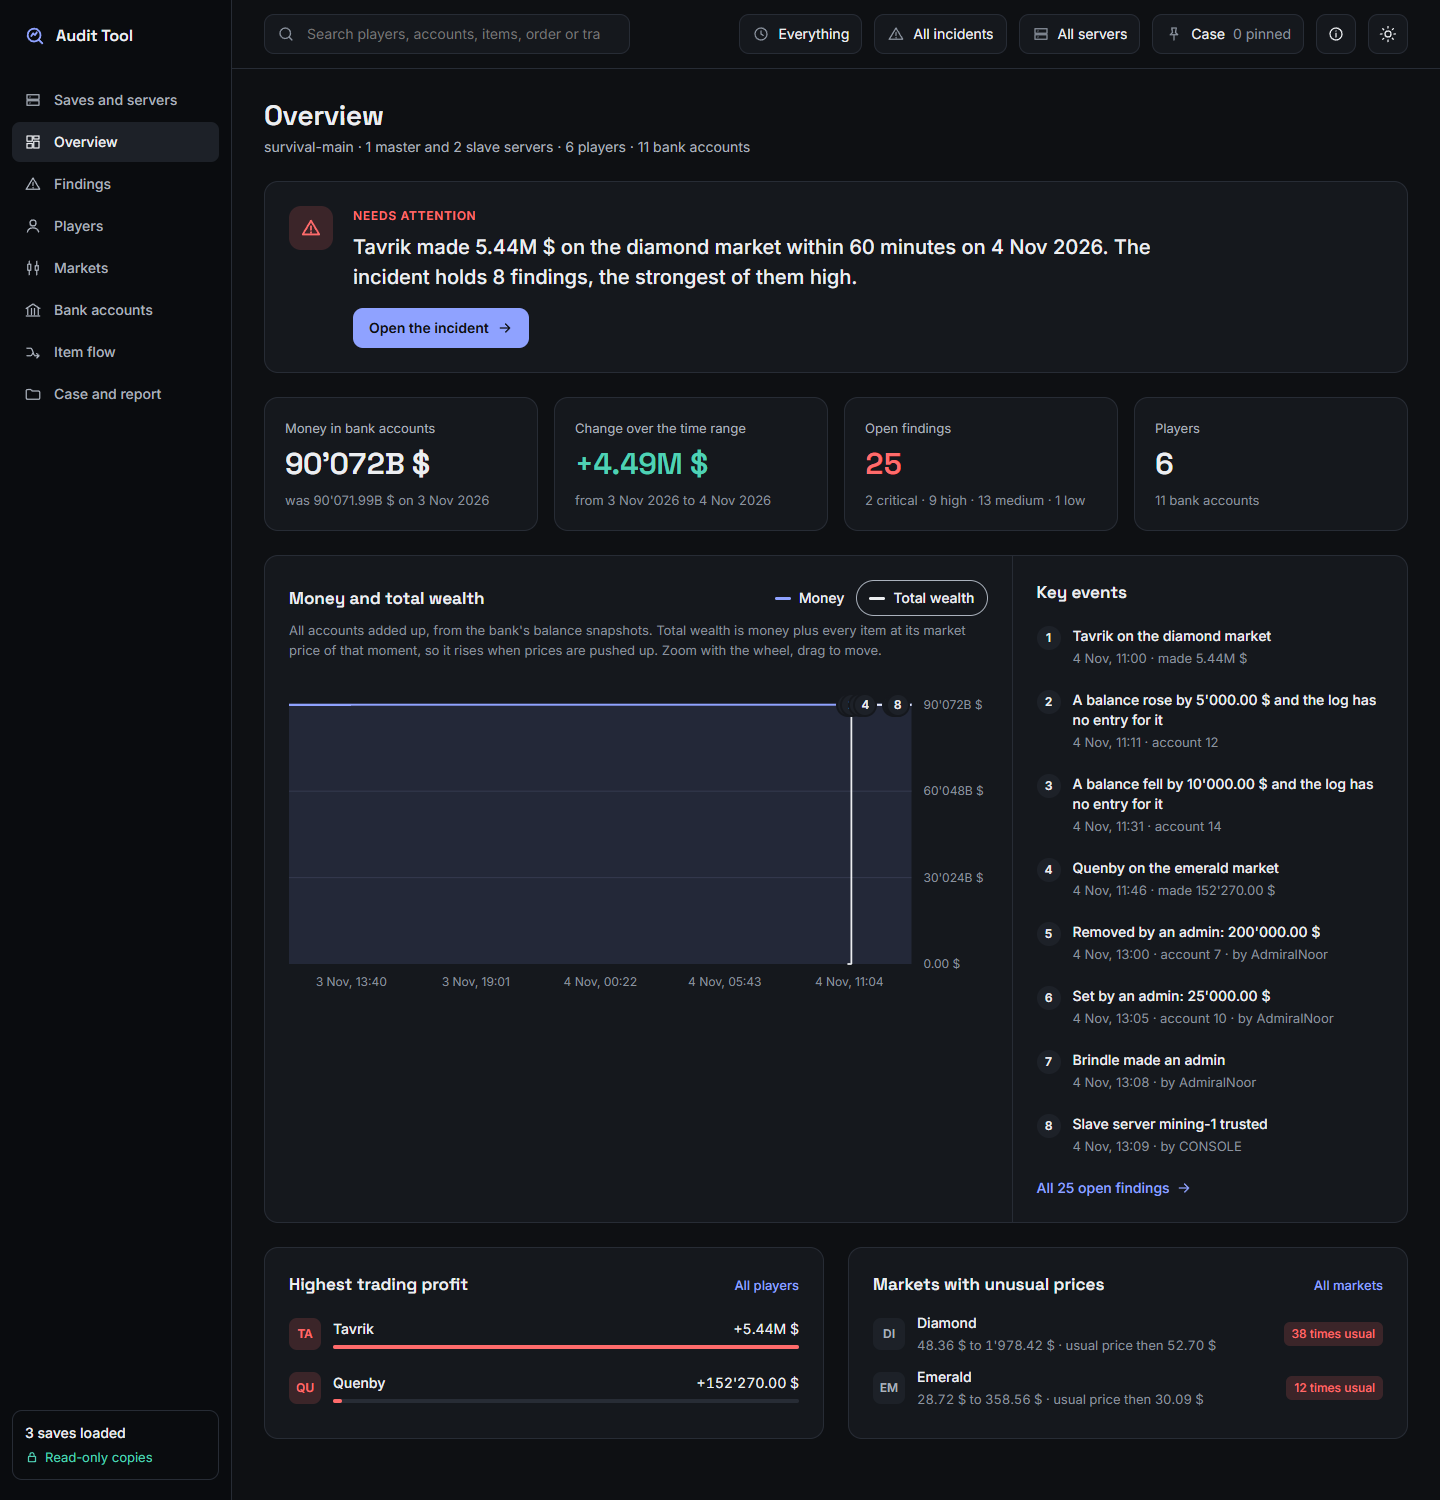 Audit Tool
Saves and servers
Overview
Findings
Players
Markets
Bank accounts
Item flow
Case and report
3 saves loaded
Read-only copies
Search players, accounts, items, order or tra
Everything
All incidents
All servers
Case 0 pinned
Overview
survival-main · 1 master and 2 slave servers · 6 players · 11 bank accounts
NEEDS ATTENTION
Tavrik made 5.44M $ on the diamond market within 60 minutes on 4 Nov 2026. The
incident holds 8 findings, the strongest of them high.
Open the incident
Money in bank accounts
90'072B $
was 90'071.99B $ on 3 Nov 2026
Change over the time range
+4.49M $
from 3 Nov 2026 to 4 Nov 2026
Open findings
25
2 critical · 9 high · 13 medium · 1 low
Players
6
11 bank accounts
Money and total wealth
Money
Total wealth
All accounts added up, from the bank's balance snapshots. Total wealth is money plus every item at its market
price of that moment, so it rises when prices are pushed up. Zoom with the wheel, drag to move.
4
8
90'072B $
60'048B $
30'024B $
0.00 $
3 Nov, 13:40
3 Nov, 19:01
4 Nov, 00:22
4 Nov, 05:43
4 Nov, 11:04
Key events
1
Tavrik on the diamond market
4 Nov, 11:00 · made 5.44M $
2
A balance rose by 5'000.00 $ and the log has
no entry for it
4 Nov, 11:11 · account 12
3
A balance fell by 10'000.00 $ and the log has
no entry for it
4 Nov, 11:31 · account 14
4
Quenby on the emerald market
4 Nov, 11:46 · made 152'270.00 $
5
Removed by an admin: 200'000.00 $
4 Nov, 13:00 · account 7 · by AdmiralNoor
6
Set by an admin: 25'000.00 $
4 Nov, 13:05 · account 10 · by AdmiralNoor
7
Brindle made an admin
4 Nov, 13:08 · by AdmiralNoor
8
Slave server mining-1 trusted
4 Nov, 13:09 · by CONSOLE
All 25 open findings
Highest trading profit
All players
TA
Tavrik
+5.44M $
QU
Quenby
+152'270.00 $
Markets with unusual prices
All markets
DI
Diamond
48.36 $ to 1'978.42 $ · usual price then 52.70 $
38 times usual
EM
Emerald
28.72 $ to 358.56 $ · usual price then 30.09 $
12 times usual